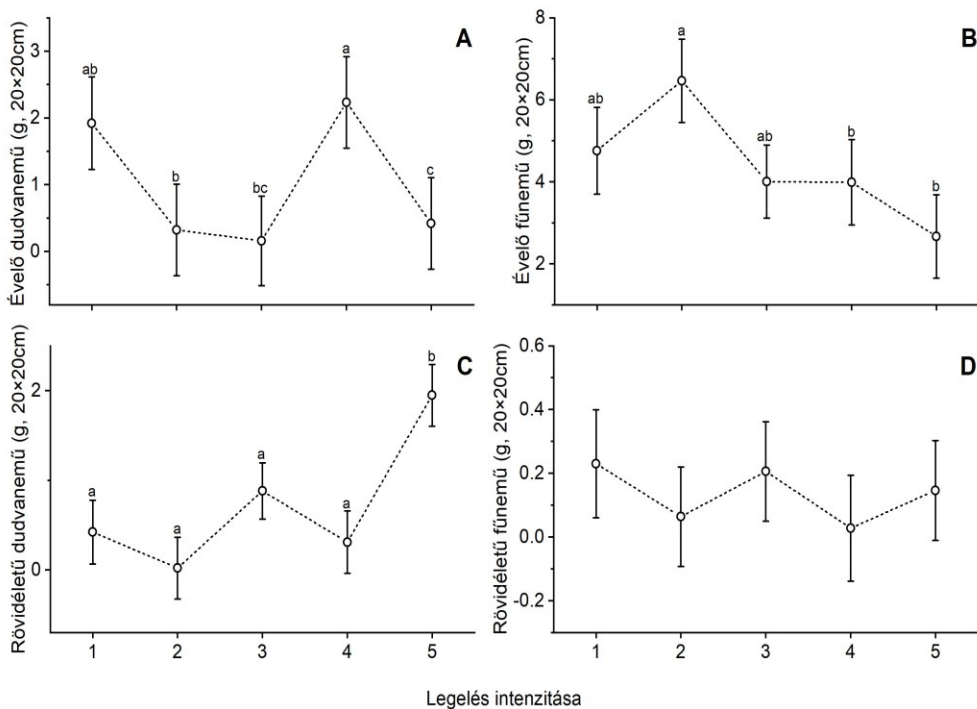 A
Évelő dudvanemű (g, 20×20cm)
3
2
1
0
ab
b
bc
a
c
B
Évelő fűnemű (g, 20×20cm)
8
6
4
2
ab
a
ab
b
b
C
Rövidéletű dudvanemű (g, 20×20cm)
2
0
a
a
a
a
b
1 2 3 4 5
D
Rövidéletű fűnemű (g, 20×20cm)
0.6
0.4
0.2
0.0
-0.2
1 2 3 4 5
Legelés intenzitása